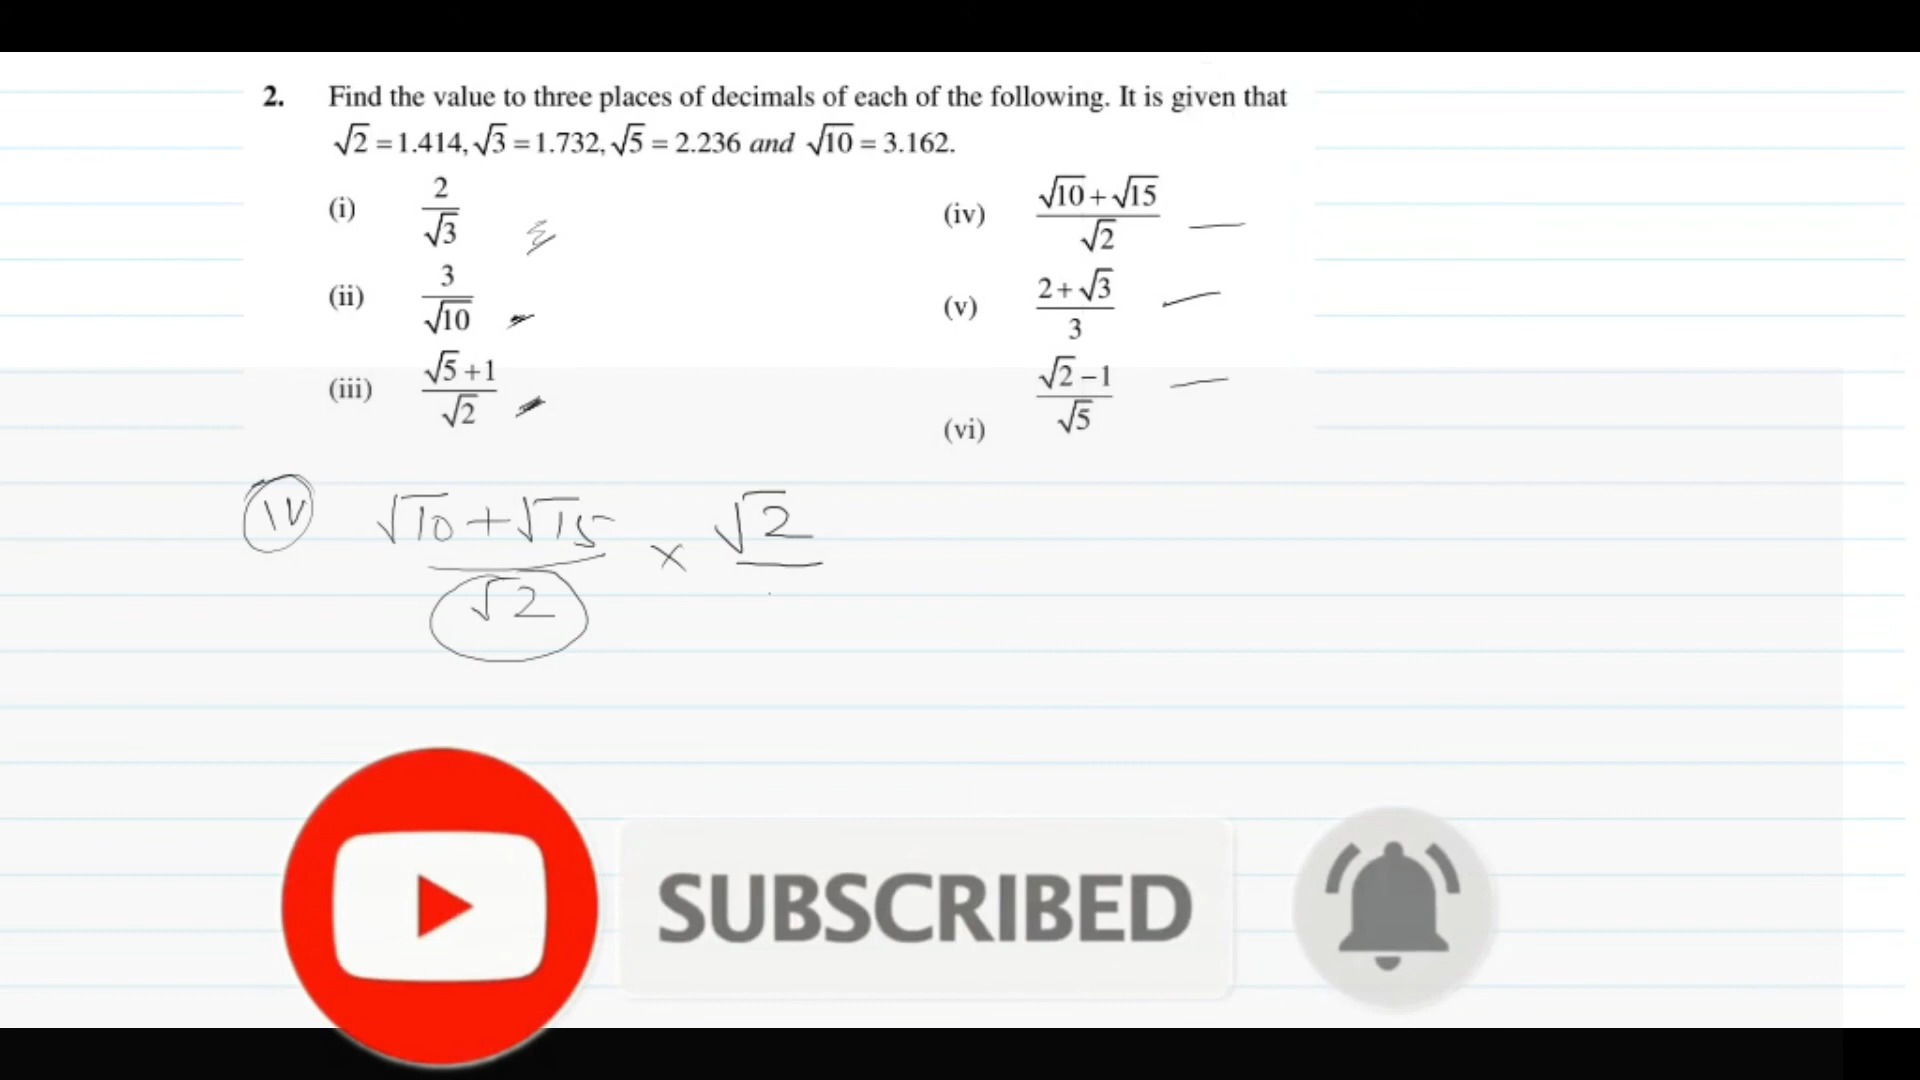 2. Find the value to three places of decimals of each of the following. It is given that
√2 = 1.414, √3 = 1.732, √5 = 2.236 and √10 = 3.162.
(i) 2/√3
(ii) 3/√10
(iii) (√5+1)/√2
(iv) (√10+√15)/√2
(v) (2+√3)/3
(vi) (√2−1)/√5
IV √10+√15 × √2
√2
SUBSCRIBED